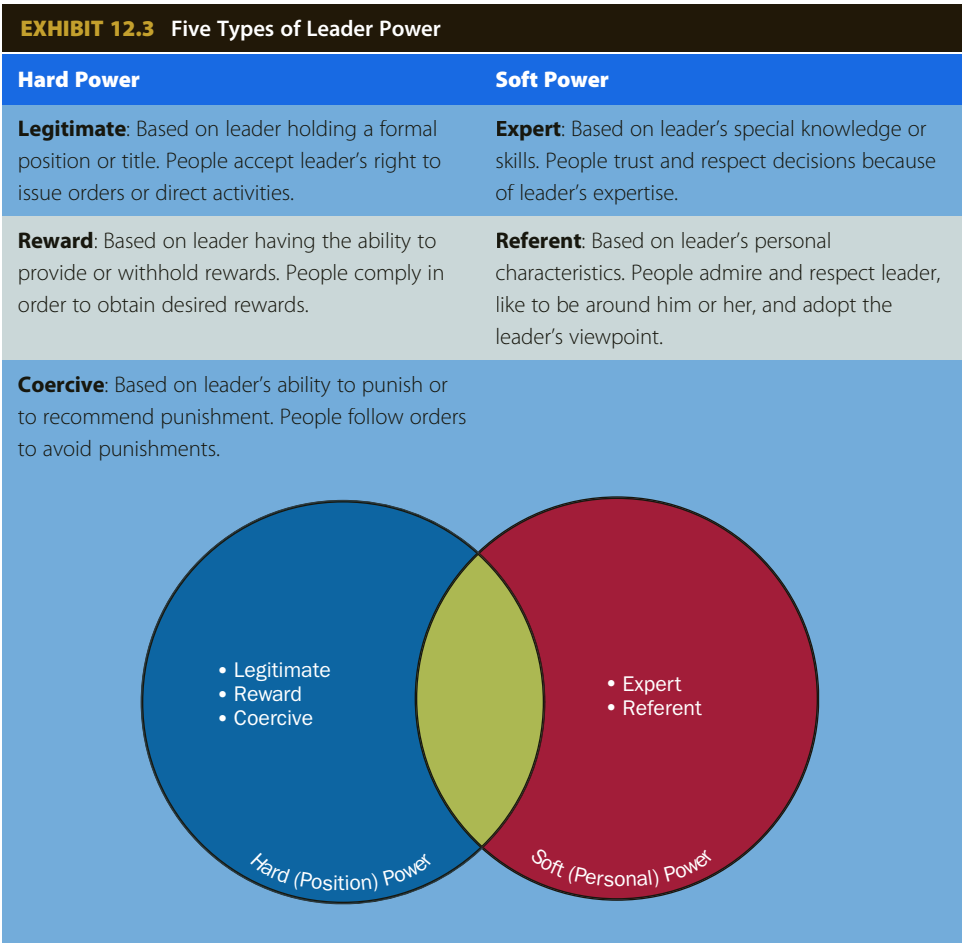 EXHIBIT 12.3 Five Types of Leader Power
Hard Power
Soft Power
Legitimate: Based on leader holding a formal
position or title. People accept leader's right to
issue orders or direct activities.
Expert: Based on leader's special knowledge or
skills. People trust and respect decisions because
of leader's expertise.
Reward: Based on leader having the ability to
provide or withhold rewards. People comply in
order to obtain desired rewards.
Referent: Based on leader's personal
characteristics. People admire and respect leader,
like to be around him or her, and adopt the
leader's viewpoint.
Coercive: Based on leader's ability to punish or
to recommend punishment. People follow orders
to avoid punishments.
• Legitimate
• Reward
• Coercive
Hard (Position) Power
• Expert
• Referent
Soft (Personal) Power